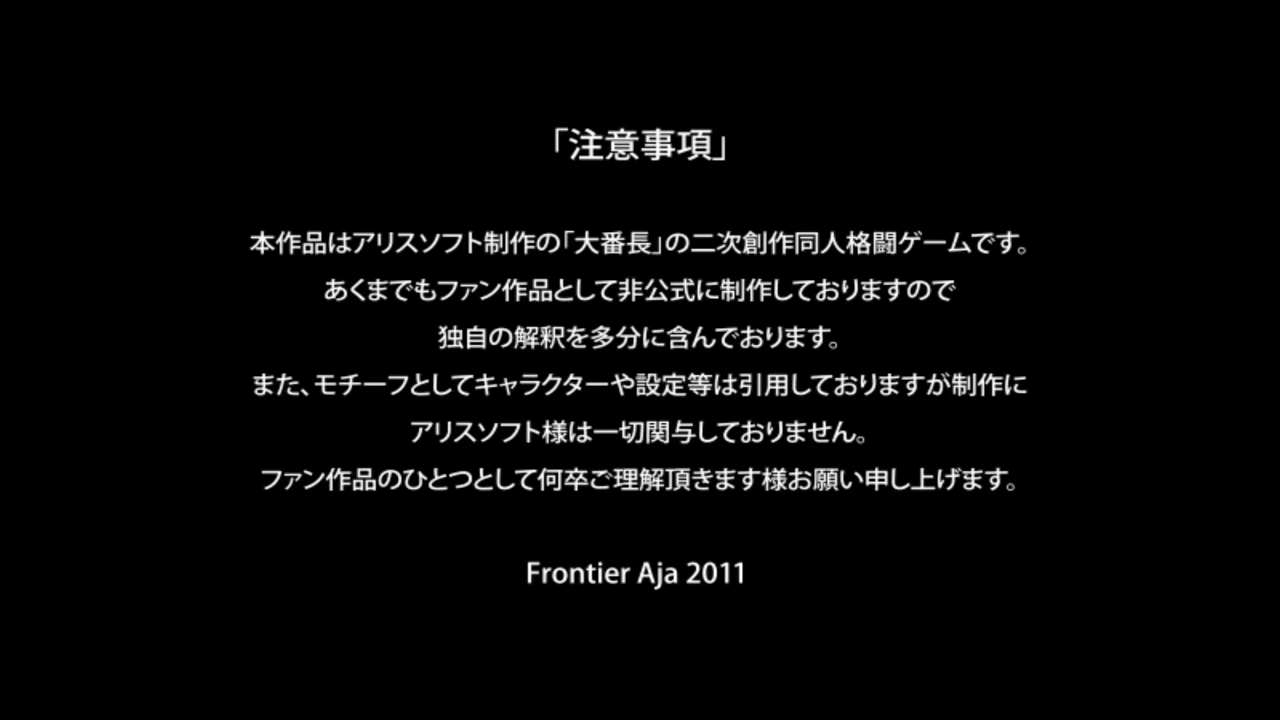 「注意事項」
本作品はアリスソフト制作の「大番長」の二次創作同人格闘ゲームです。
あくまでもファン作品として非公式に制作しておりますので
独自の解釈を多分に含んでおります。
また、モチーフとしてキャラクターや設定等は引用しておりますが制作に
アリスソフト様は一切関与しておりません。
ファン作品のひとつとして何卒ご理解頂きます様お願い申し上げます。
Frontier Aja 2011